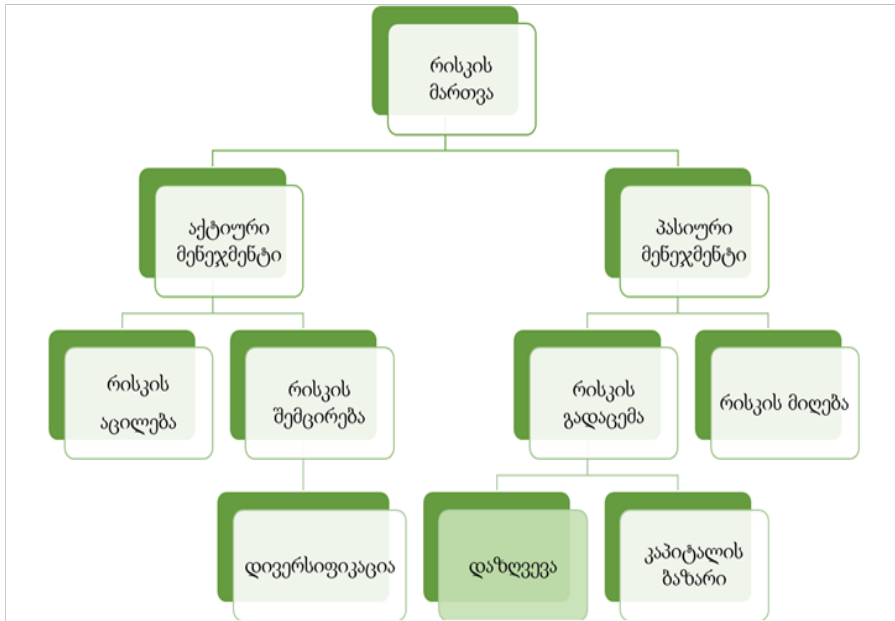 რისკის
მართვა
აქტიური
მენეჯმენტი
პასიური
მენეჯმენტი
რისკის
აცილება
რისკის
შემცირება
რისკის
გადაცემა
რისკის მიღება
დივერსიფიკაცია
დაზღვევა
კაპიტალის
ბაზარი